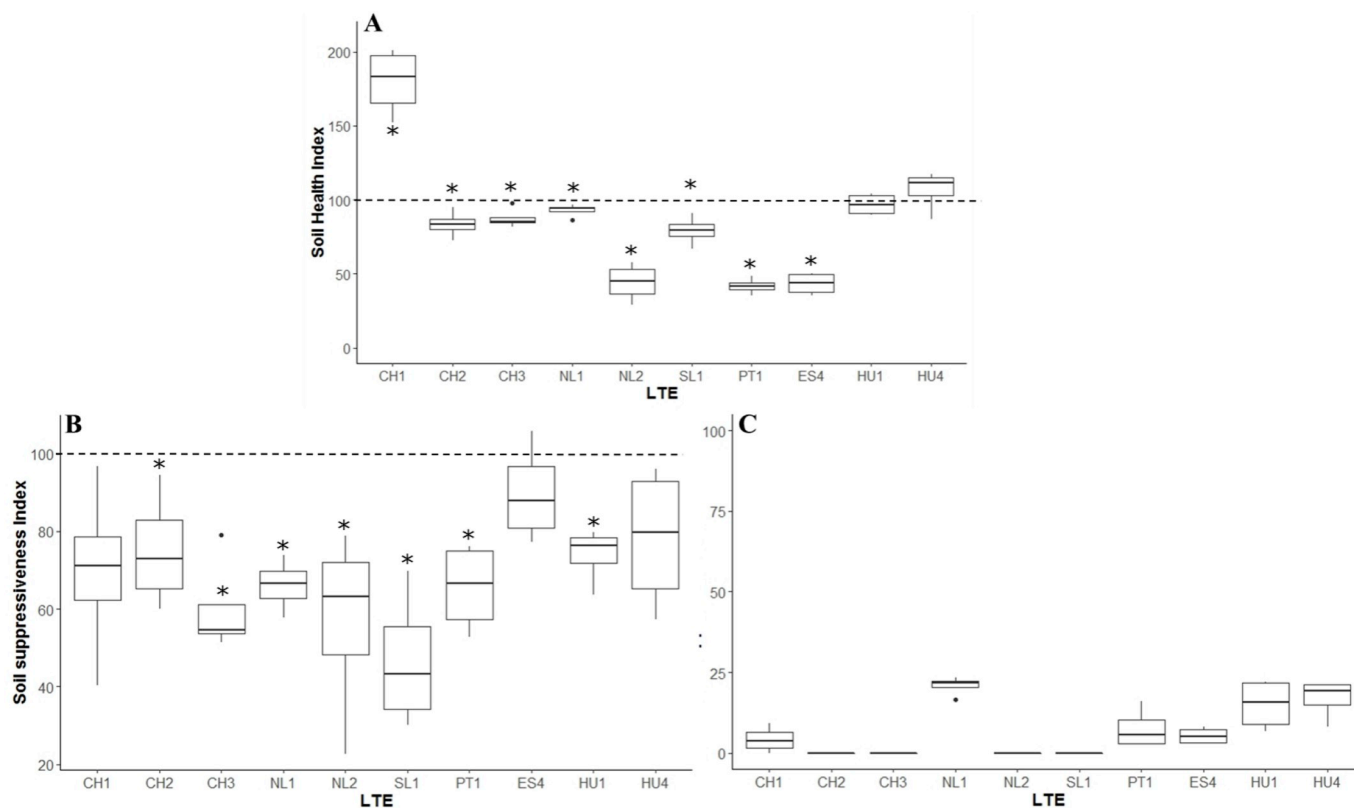 A
Soil Health Index
200
150
100
50
0
* * * * * * * *
CH1 CH2 CH3 NL1 NL2 SL1 PT1 ES4 HU1 HU4
LTE
B
Soil suppressiveness Index
100
80
60
40
20
* * * * * * *
CH1 CH2 CH3 NL1 NL2 SL1 PT1 ES4 HU1 HU4
LTE
C
100
75
50
25
0
CH1 CH2 CH3 NL1 NL2 SL1 PT1 ES4 HU1 HU4
LTE